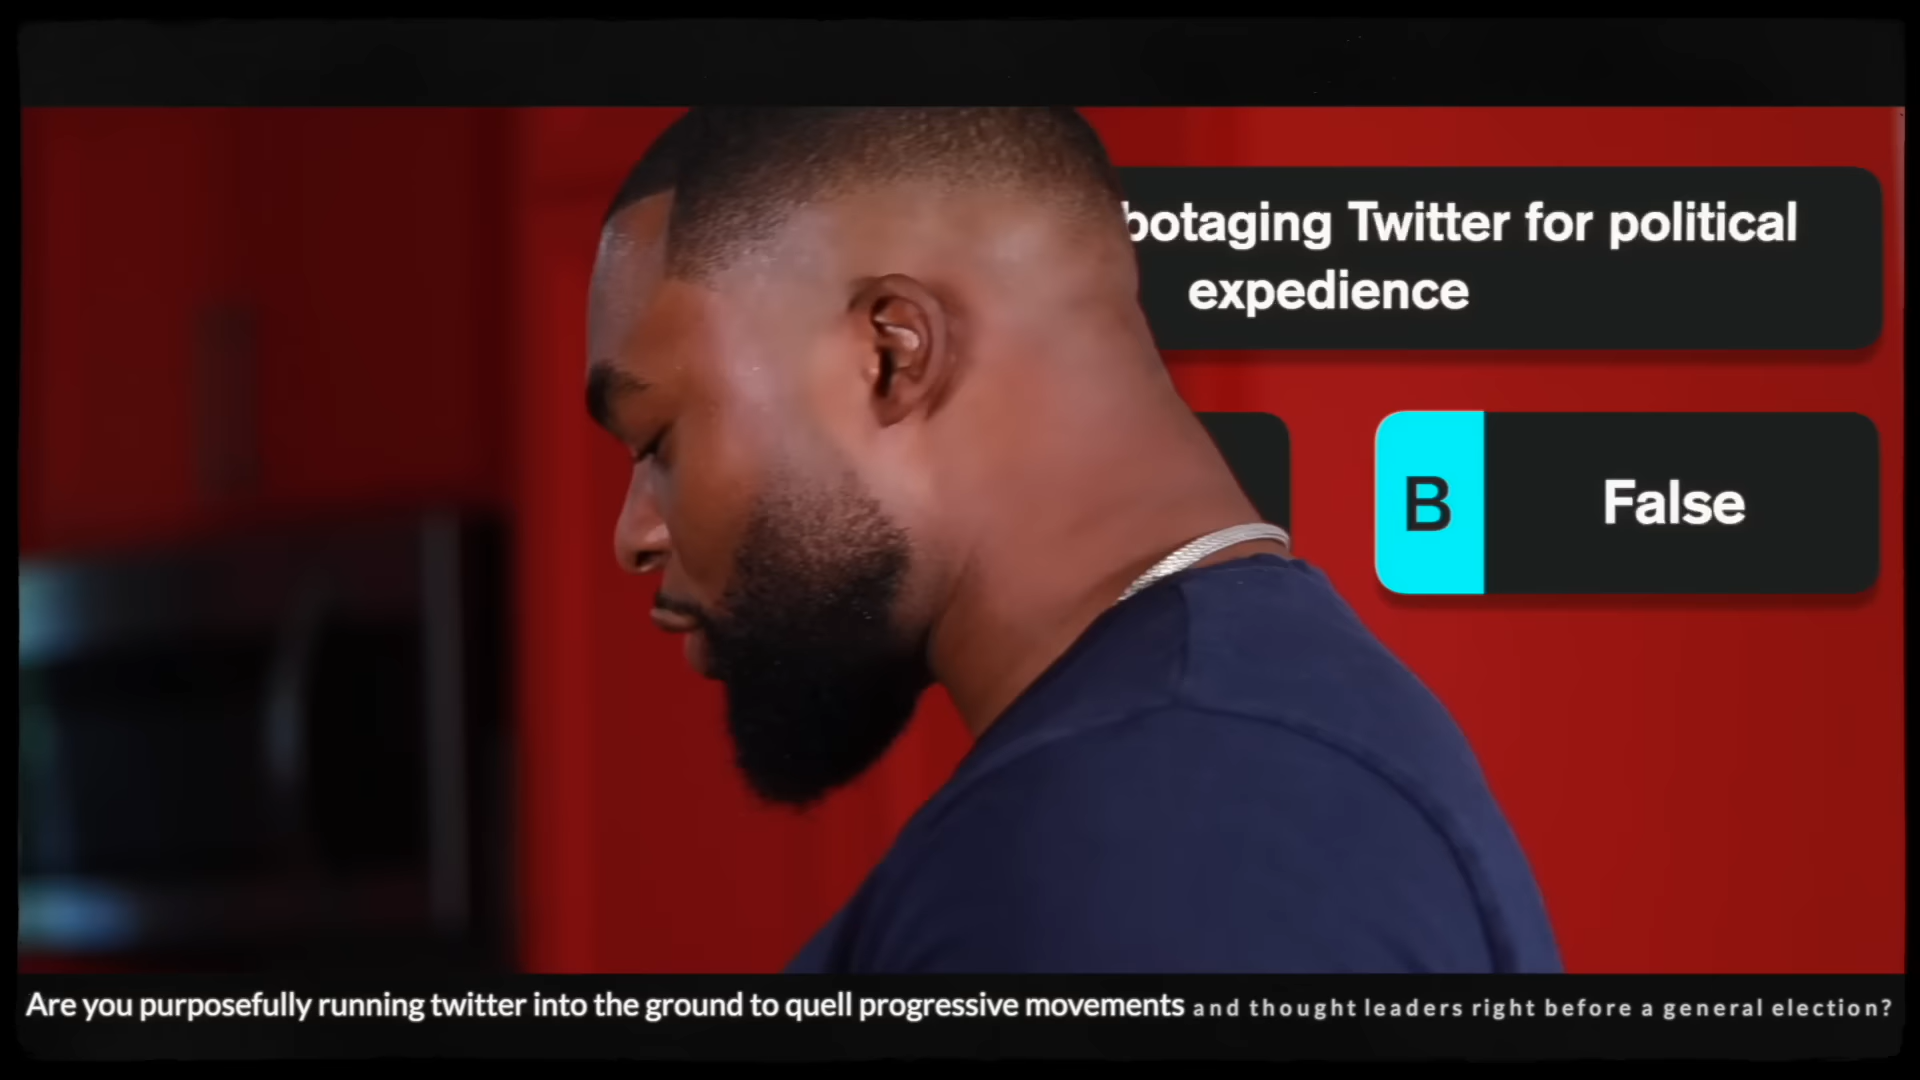 botaging Twitter for political
expedience
B False
Are you purposefully running twitter into the ground to quell progressive movements and thought leaders right before a general election?